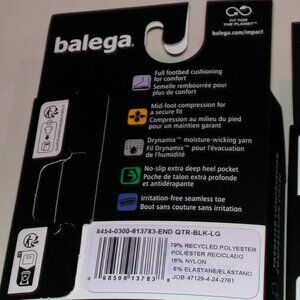 balega
FIT FOR
THE PLANET™
balega.com/impact
Full footbed cushioning
for comfort
Semelle rembourrée pour
plus de confort
Mid-foot compression for
a secure fit
Compression au milieu du pied
pour un maintien garant
Drynamix™ moisture-wicking yarn
Fil Drynamix™ pour l'évacuation
de l'humidité
No-slip extra deep heel pocket
Poche de talon extra profonde
et antidérapante
Irritation-free seamless toe
Bout sans couture sans irritation
8454-0300-613783-END QTR-BLK-LG
79% RECYCLED POLYESTER
POLIESTER RECICLADO
16% NYLON
5% ELASTANE/ELASTANO
JOB 47129-4-24-2761